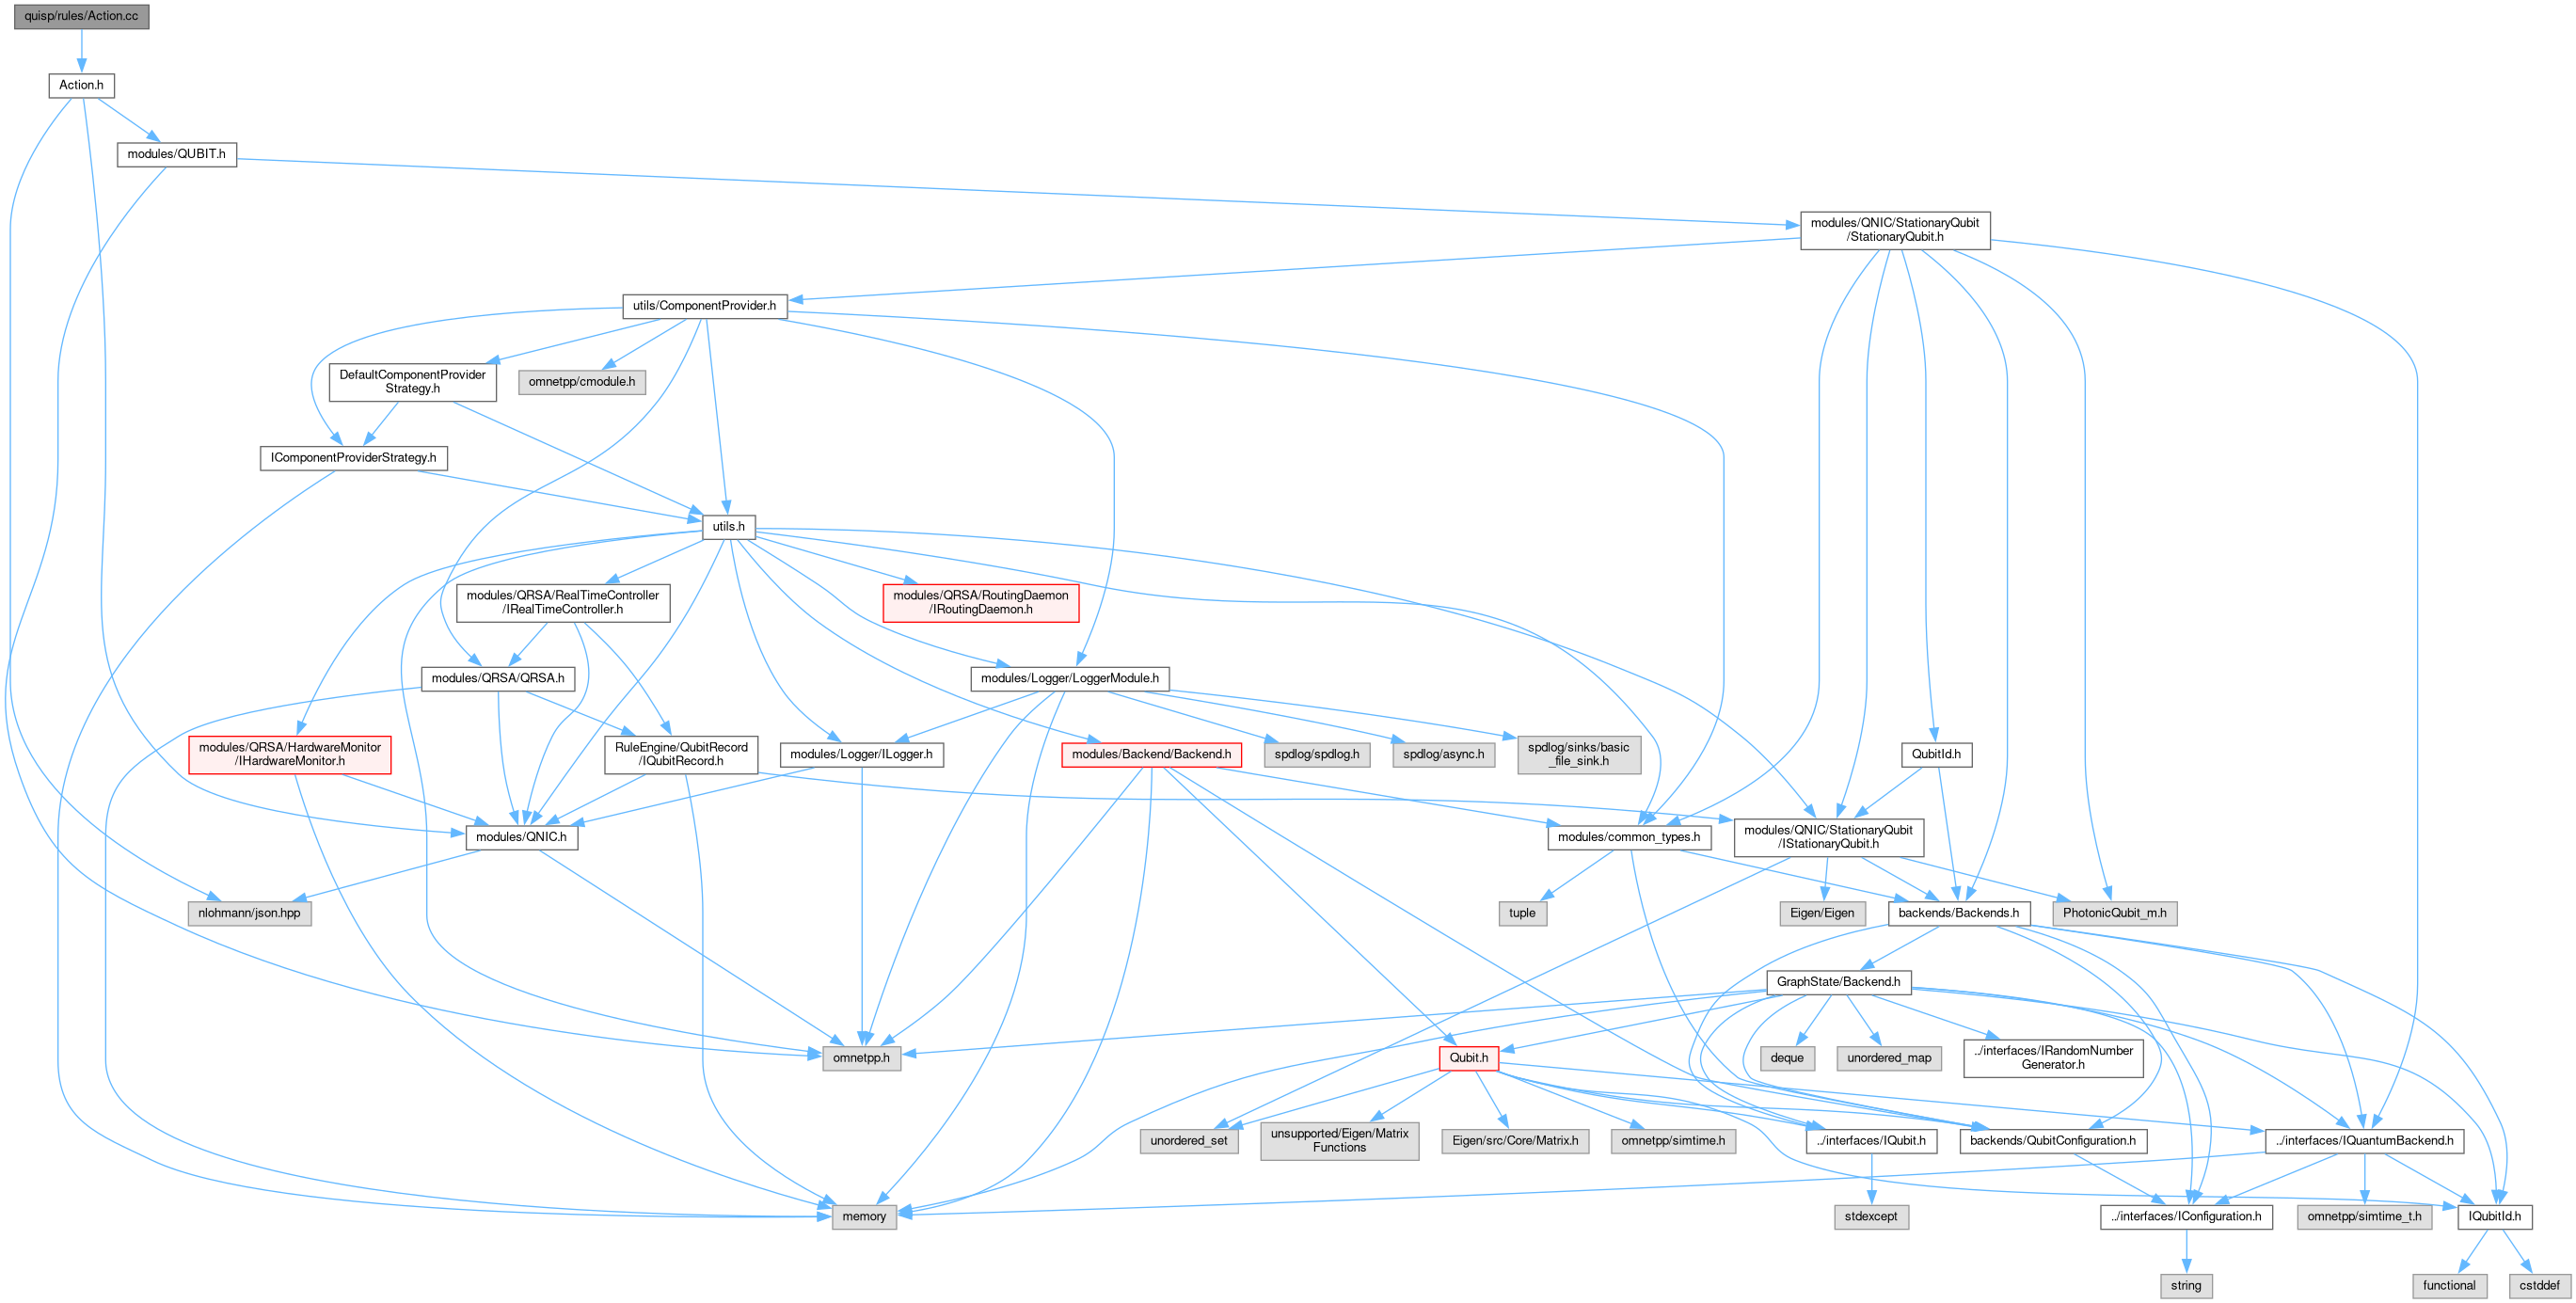 quisp/rules/Action.cc
Action.h
modules/QUBIT.h
modules/QNIC/StationaryQubit
/StationaryQubit.h
utils/ComponentProvider.h
DefaultComponentProvider
Strategy.h
omnetpp/cmodule.h
IComponentProviderStrategy.h
utils.h
modules/QRSA/RealTimeController
/IRealTimeController.h
modules/QRSA/RoutingDaemon
/IRoutingDaemon.h
modules/QRSA/QRSA.h
modules/Logger/LoggerModule.h
modules/QRSA/HardwareMonitor
/IHardwareMonitor.h
RuleEngine/QubitRecord
/IQubitRecord.h
modules/Logger/ILogger.h
modules/Backend/Backend.h
spdlog/spdlog.h
spdlog/async.h
spdlog/sinks/basic
_file_sink.h
QubitId.h
modules/QNIC.h
modules/common_types.h
modules/QNIC/StationaryQubit
/IStationaryQubit.h
nlohmann/json.hpp
tuple
Eigen/Eigen
backends/Backends.h
PhotonicQubit_m.h
GraphState/Backend.h
omnetpp.h
Qubit.h
deque
unordered_map
../interfaces/IRandomNumber
Generator.h
unordered_set
unsupported/Eigen/Matrix
Functions
Eigen/src/Core/Matrix.h
omnetpp/simtime.h
../interfaces/IQubit.h
backends/QubitConfiguration.h
../interfaces/IQuantumBackend.h
memory
stdexcept
../interfaces/IConfiguration.h
omnetpp/simtime_t.h
IQubitId.h
string
functional
cstddef